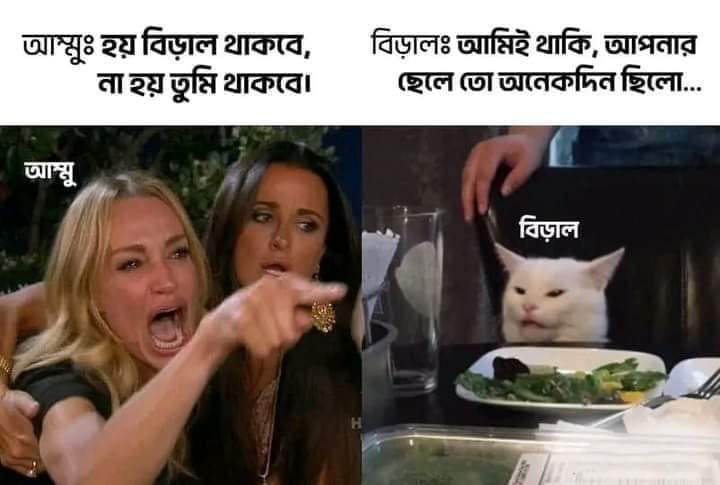 আম্মুঃ হয় বিড়াল থাকবে,
না হয় তুমি থাকবে।
বিড়ালঃ আমিই থাকি, আপনার
ছেলে তো অনেকদিন ছিলো...
আম্মু
বিড়াল